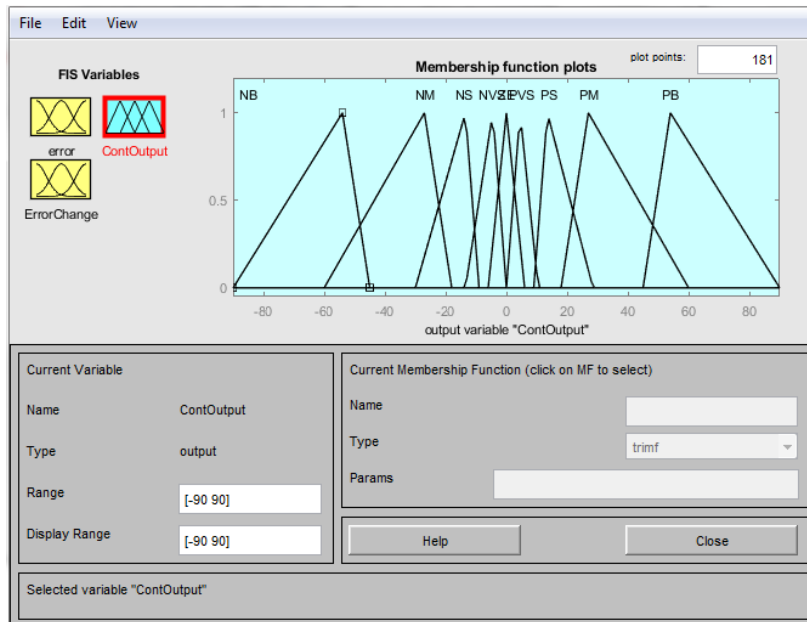 File Edit View
FIS Variables
error
ContOutput
ErrorChange
Membership function plots
plot points: 181
NB NM NS NVS ZE PVS PS PM PB
1
0.5
0
-80 -60 -40 -20 0 20 40 60 80
output variable "ContOutput"
Current Variable
Name ContOutput
Type output
Range [-90 90]
Display Range [-90 90]
Current Membership Function (click on MF to select)
Name
Type trimf
Params
Help Close
Selected variable "ContOutput"